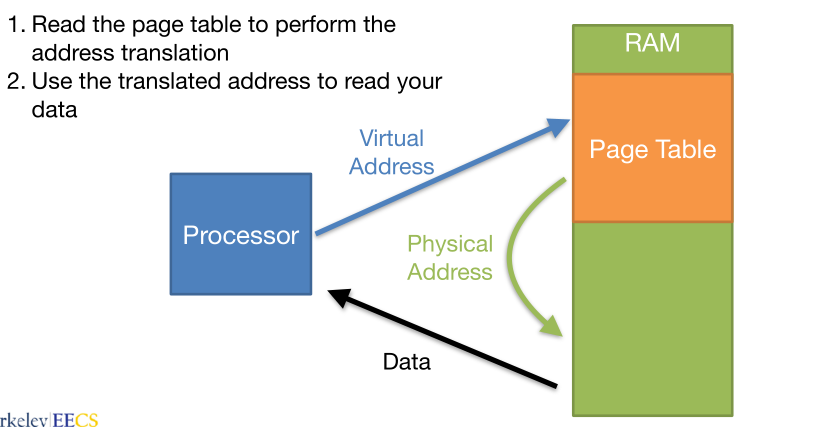 1. Read the page table to perform the
address translation
2. Use the translated address to read your
data
RAM
Virtual
Address
Page Table
Processor
Physical
Address
Data
rkeley EECS